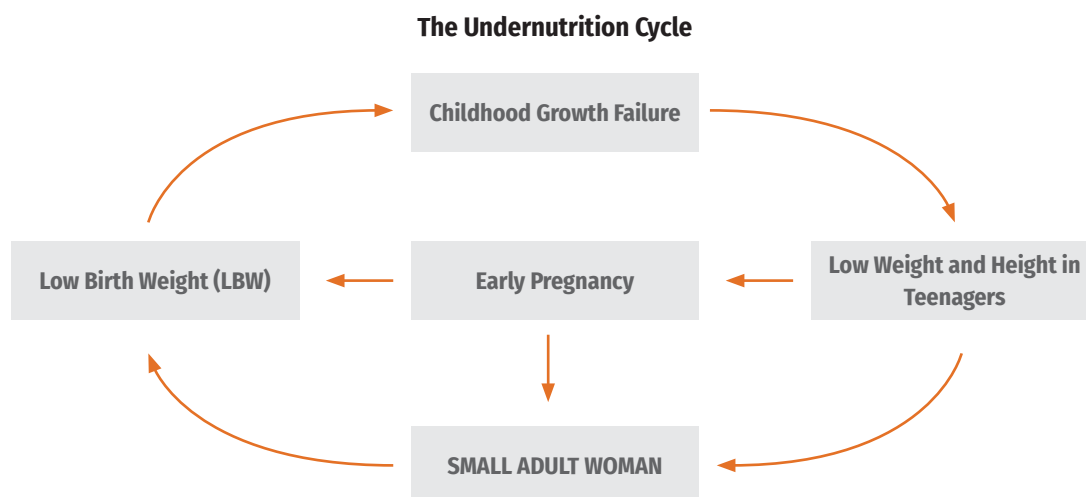 The Undernutrition Cycle
Childhood Growth Failure
Low Birth Weight (LBW)
Early Pregnancy
Low Weight and Height in
Teenagers
SMALL ADULT WOMAN